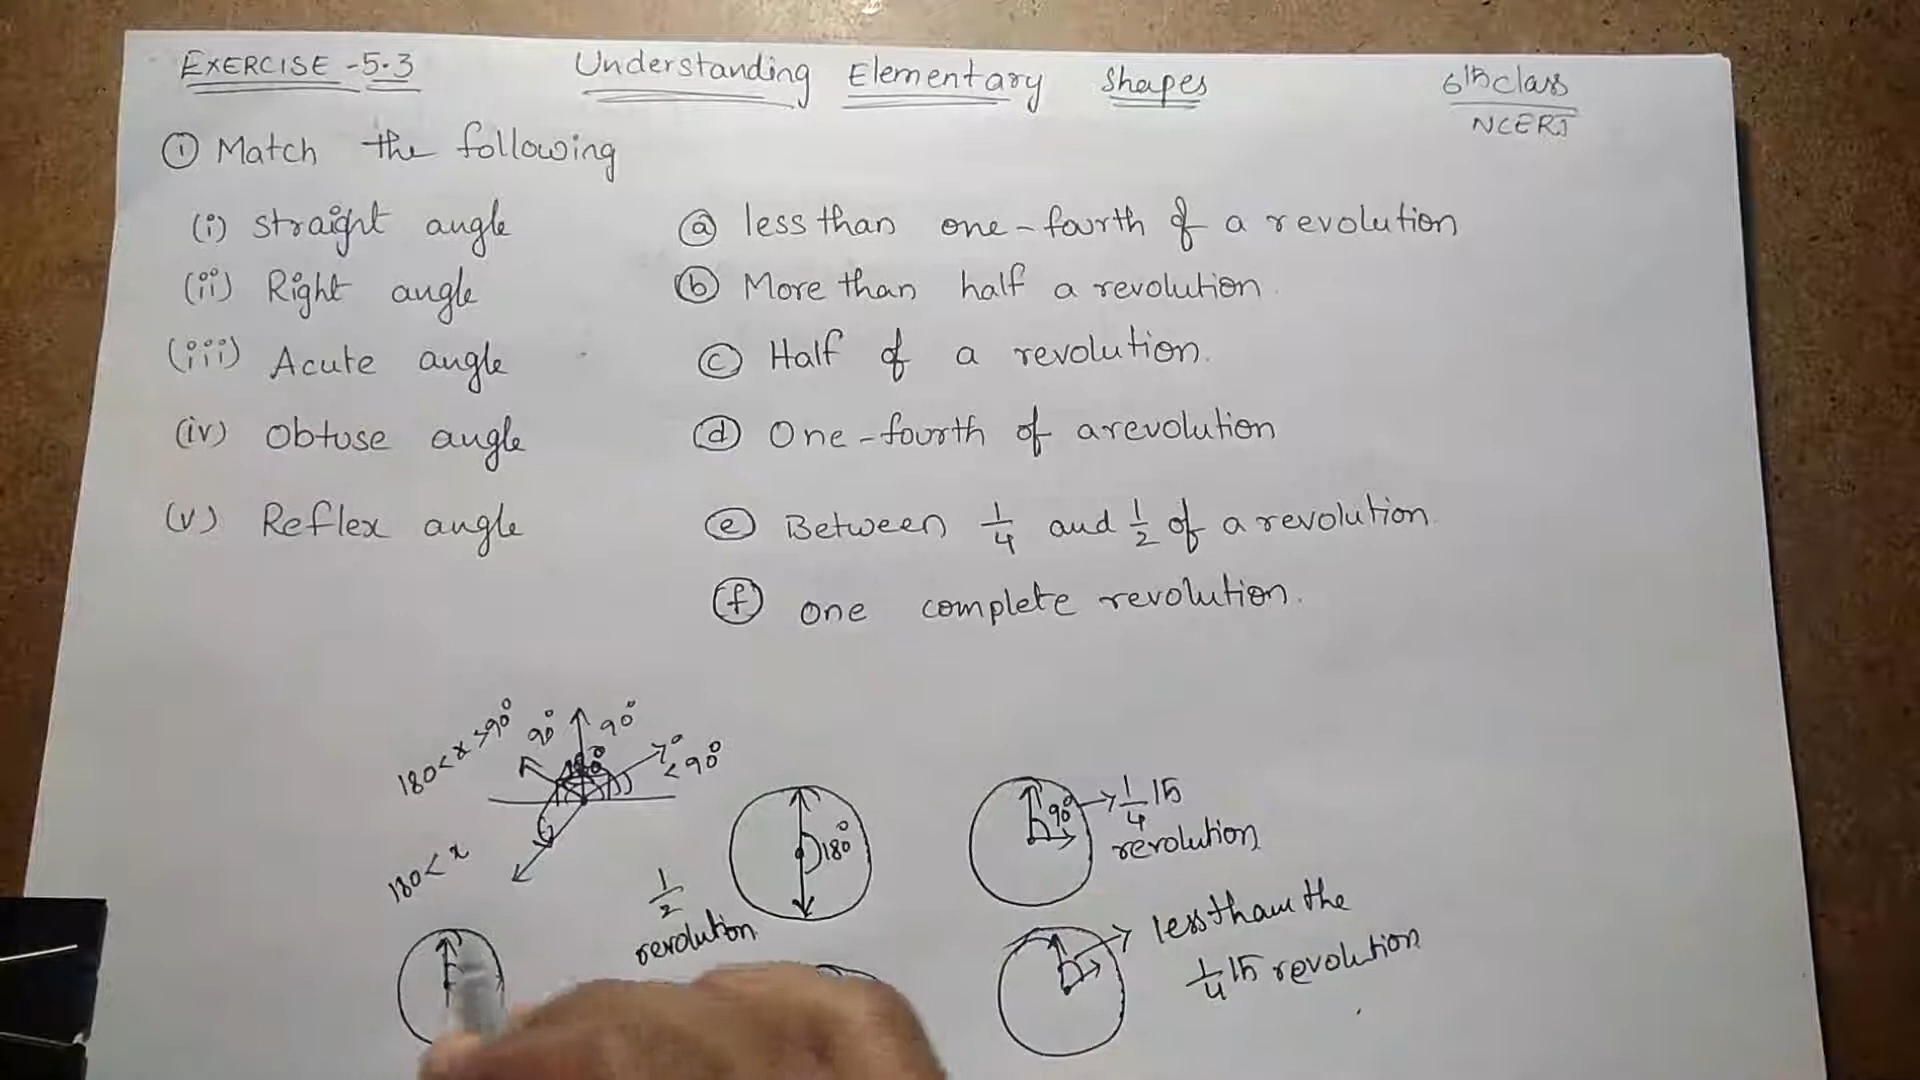 EXERCISE -5.3 Understanding Elementary Shapes 6th class
NCERT
① Match the following
(i) straight angle ⓐ less than one-fourth of a revolution
(ii) Right angle ⓑ More than half a revolution.
(iii) Acute angle ⓒ Half of a revolution.
(iv) Obtuse angle ⓓ One-fourth of a revolution
(v) Reflex angle ⓔ Between 1/4 and 1/2 of a revolution.
ⓕ one complete revolution.
180<x>90°
90°
90°
<90°
180<x
180°
1/2
revolution
90° → 1/4 th
revolution
less than the
1/4 th revolution